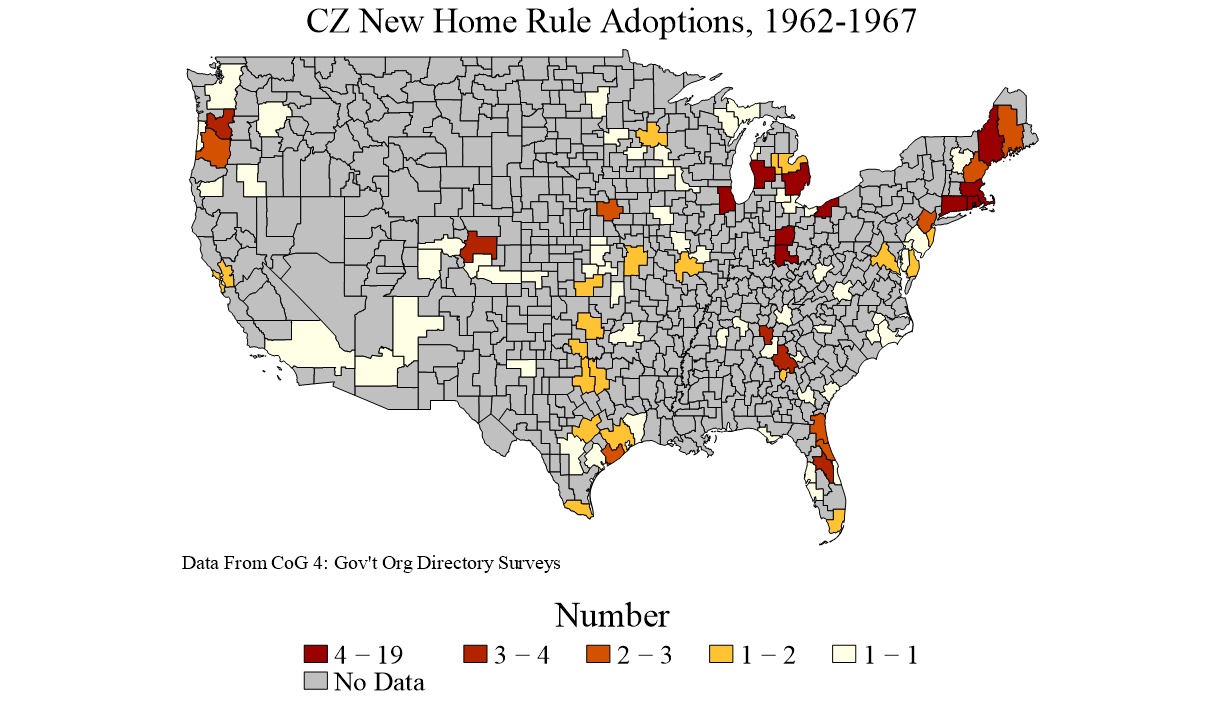 CZ New Home Rule Adoptions, 1962-1967
Data From CoG 4: Gov't Org Directory Surveys
Number
4 − 19 3 − 4 2 − 3 1 − 2 1 − 1
No Data